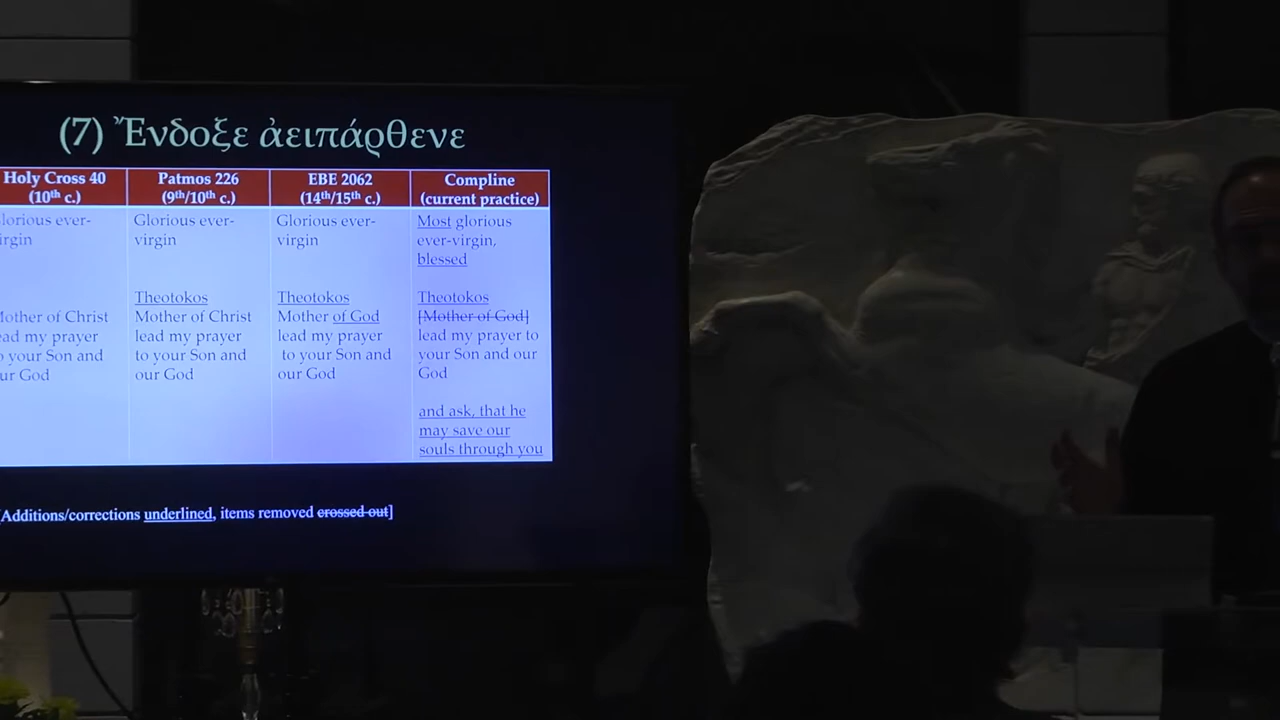 (7) Ἔνδοξε ἀειπάρθενε
Holy Cross 40
(10th c.)
Patmos 226
(9th/10th c.)
EBE 2062
(14th/15th c.)
Compline
(current practice)
lorious ever-
irgin
other of Christ
ead my prayer
o your Son and
ur God
Glorious ever-
virgin
Theotokos
Mother of Christ
lead my prayer
to your Son and
our God
Glorious ever-
virgin
Theotokos
Mother of God
lead my prayer
to your Son and
our God
Most glorious
ever-virgin,
blessed
Theotokos
[Mother of God]
lead my prayer to
your Son and our
God
and ask, that he
may save our
souls through you
[Additions/corrections underlined, items removed crossed out]